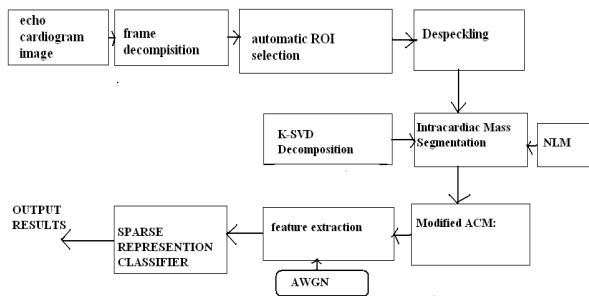 echo
cardiogram
image
frame
decompisition
automatic ROI
selection
Despeckling
K-SVD
Decomposition
Intracardiac Mass
Segmentation
NLM
OUTPUT
RESULTS
SPARSE
REPRESENTION
CLASSIFIER
feature extraction
Modified ACM:
AWGN